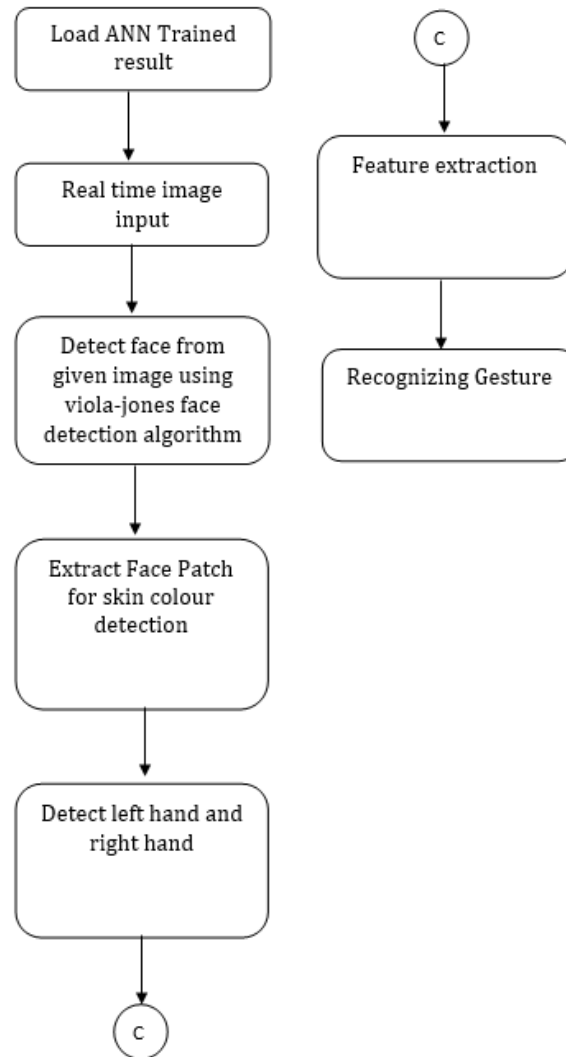 Load ANN Trained
result
Real time image
input
Detect face from
given image using
viola-jones face
detection algorithm
Extract Face Patch
for skin colour
detection
Detect left hand and
right hand
C
C
Feature extraction
Recognizing Gesture